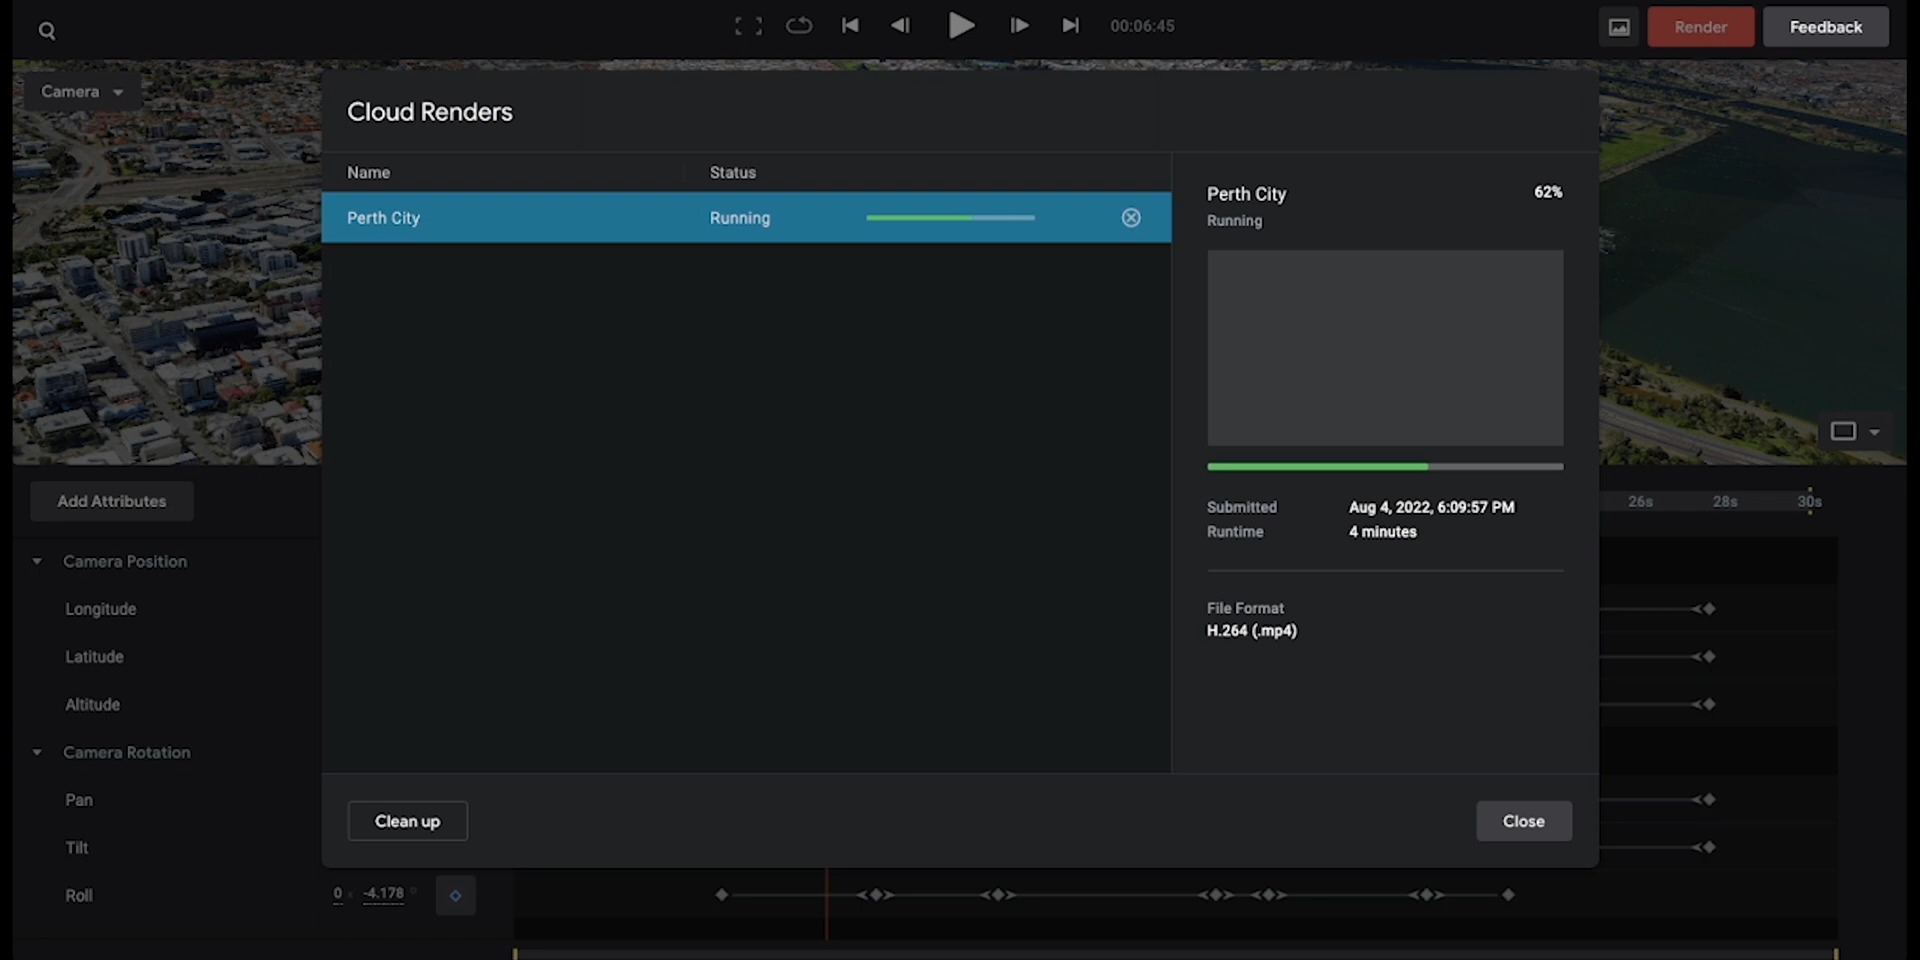 00:06:45
Render
Feedback
Camera
Cloud Renders
Name
Status
Perth City
Running
Perth City
62%
Running
Submitted
Aug 4, 2022, 6:09:57 PM
Runtime
4 minutes
File Format
H.264 (.mp4)
Clean up
Close
Add Attributes
26s
28s
30s
Camera Position
Longitude
Latitude
Altitude
Camera Rotation
Pan
Tilt
Roll
0 x -4.178 °